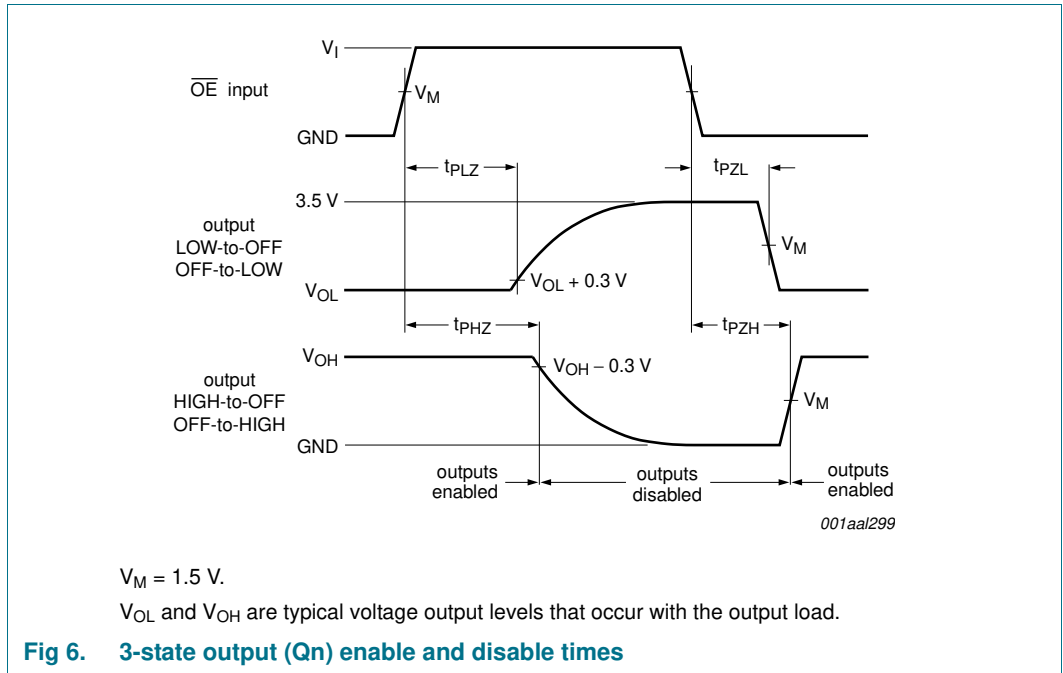 V_I
OE input
V_M
GND
t_PLZ
t_PZL
3.5 V
output
LOW-to-OFF
OFF-to-LOW
V_M
V_OL + 0.3 V
V_OL
t_PHZ
t_PZH
V_OH
V_OH – 0.3 V
output
HIGH-to-OFF
OFF-to-HIGH
V_M
GND
outputs
enabled
outputs
disabled
outputs
enabled
001aal299
V_M = 1.5 V.
V_OL and V_OH are typical voltage output levels that occur with the output load.
Fig 6. 3-state output (Qn) enable and disable times